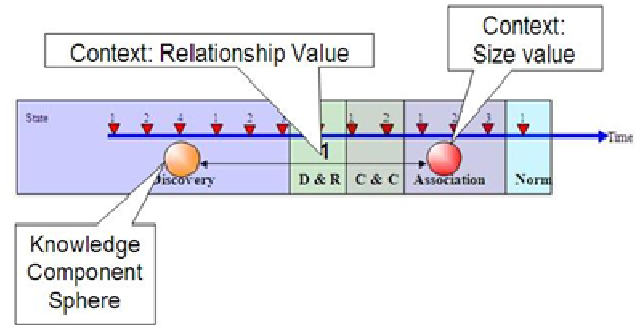 Context:
Size value
Context: Relationship Value
State
1 2 4 1 2 1 2 1 2 3 1
Time
1
Discovery D & R C & C Association Norm
Knowledge
Component
Sphere